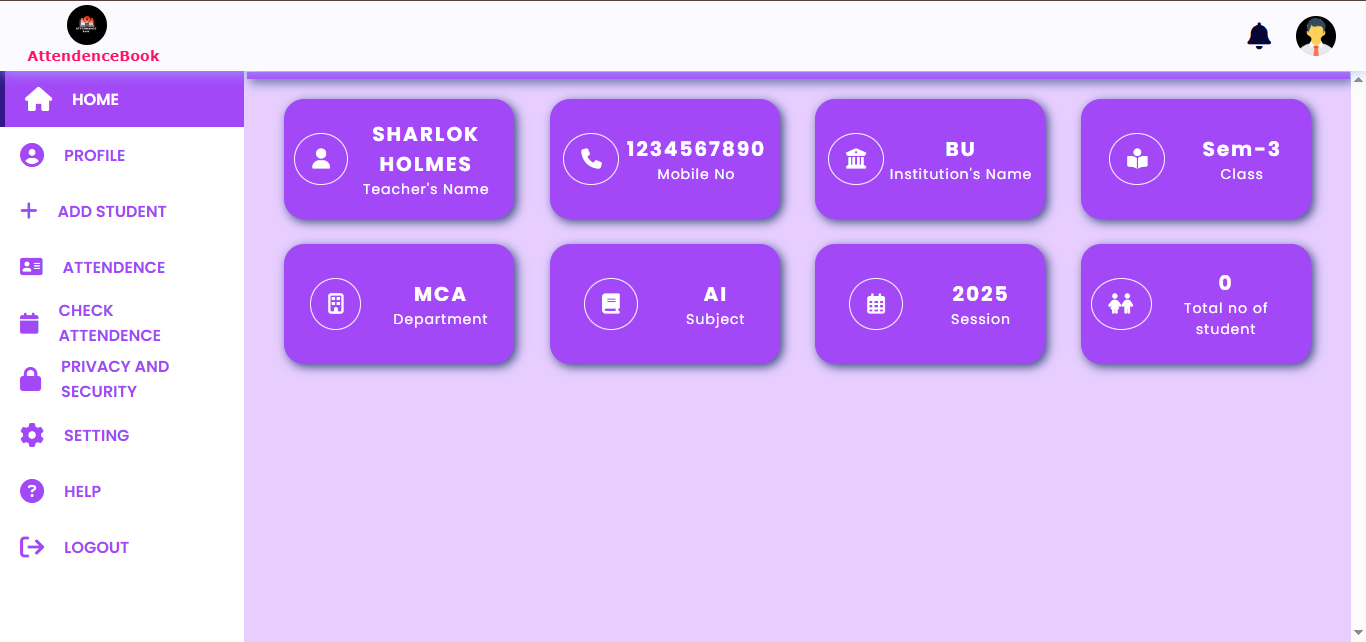 AttendenceBook
HOME
PROFILE
ADD STUDENT
ATTENDENCE
CHECK
ATTENDENCE
PRIVACY AND
SECURITY
SETTING
HELP
LOGOUT
SHARLOK
HOLMES
Teacher's Name
1234567890
Mobile No
BU
Institution's Name
Sem-3
Class
MCA
Department
AI
Subject
2025
Session
0
Total no of
student